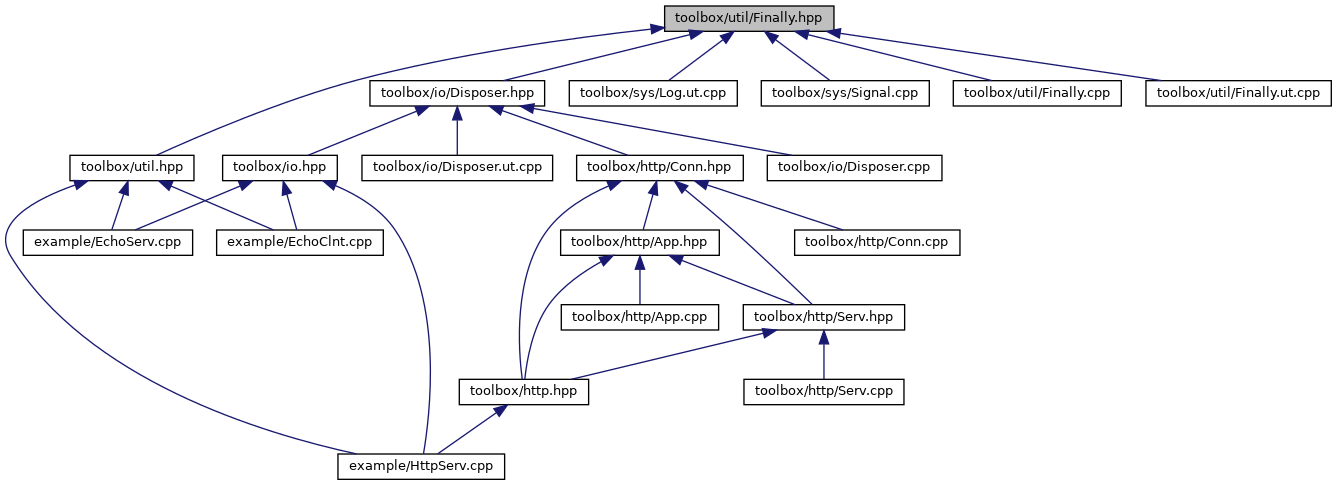 toolbox/util/Finally.hpp
toolbox/io/Disposer.hpp
toolbox/sys/Log.ut.cpp
toolbox/sys/Signal.cpp
toolbox/util/Finally.cpp
toolbox/util/Finally.ut.cpp
toolbox/util.hpp
toolbox/io.hpp
toolbox/io/Disposer.ut.cpp
toolbox/http/Conn.hpp
toolbox/io/Disposer.cpp
example/EchoServ.cpp
example/EchoClnt.cpp
toolbox/http/App.hpp
toolbox/http/Conn.cpp
toolbox/http/App.cpp
toolbox/http/Serv.hpp
toolbox/http.hpp
toolbox/http/Serv.cpp
example/HttpServ.cpp